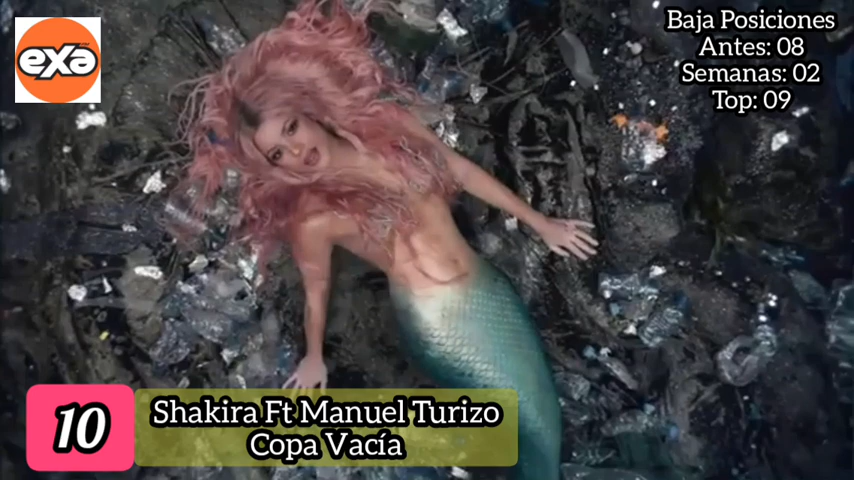 exa
Baja Posiciones
Antes: 08
Semanas: 02
Top: 09
10
Shakira Ft Manuel Turizo
Copa Vacía